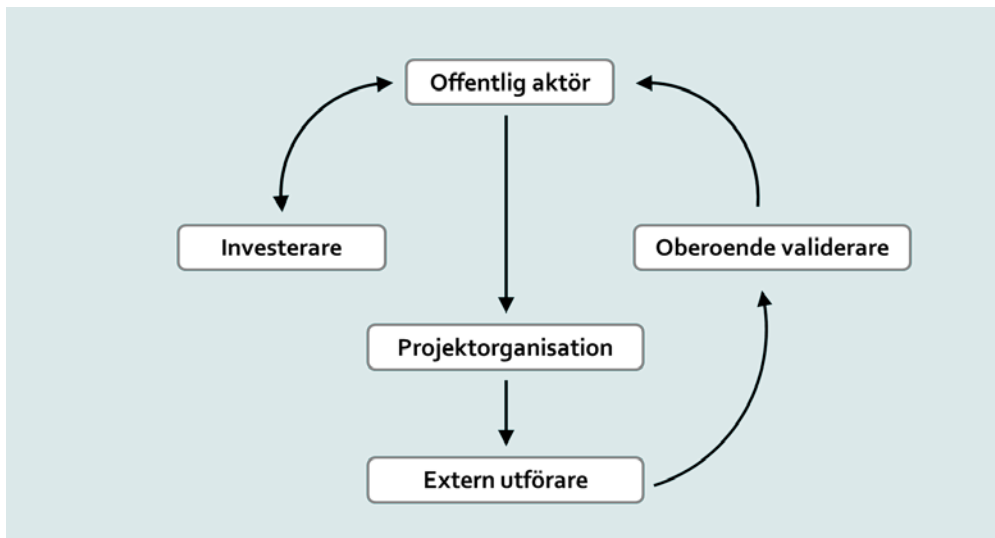 Offentlig aktör
Investerare
Oberoende validerare
Projektorganisation
Extern utförare